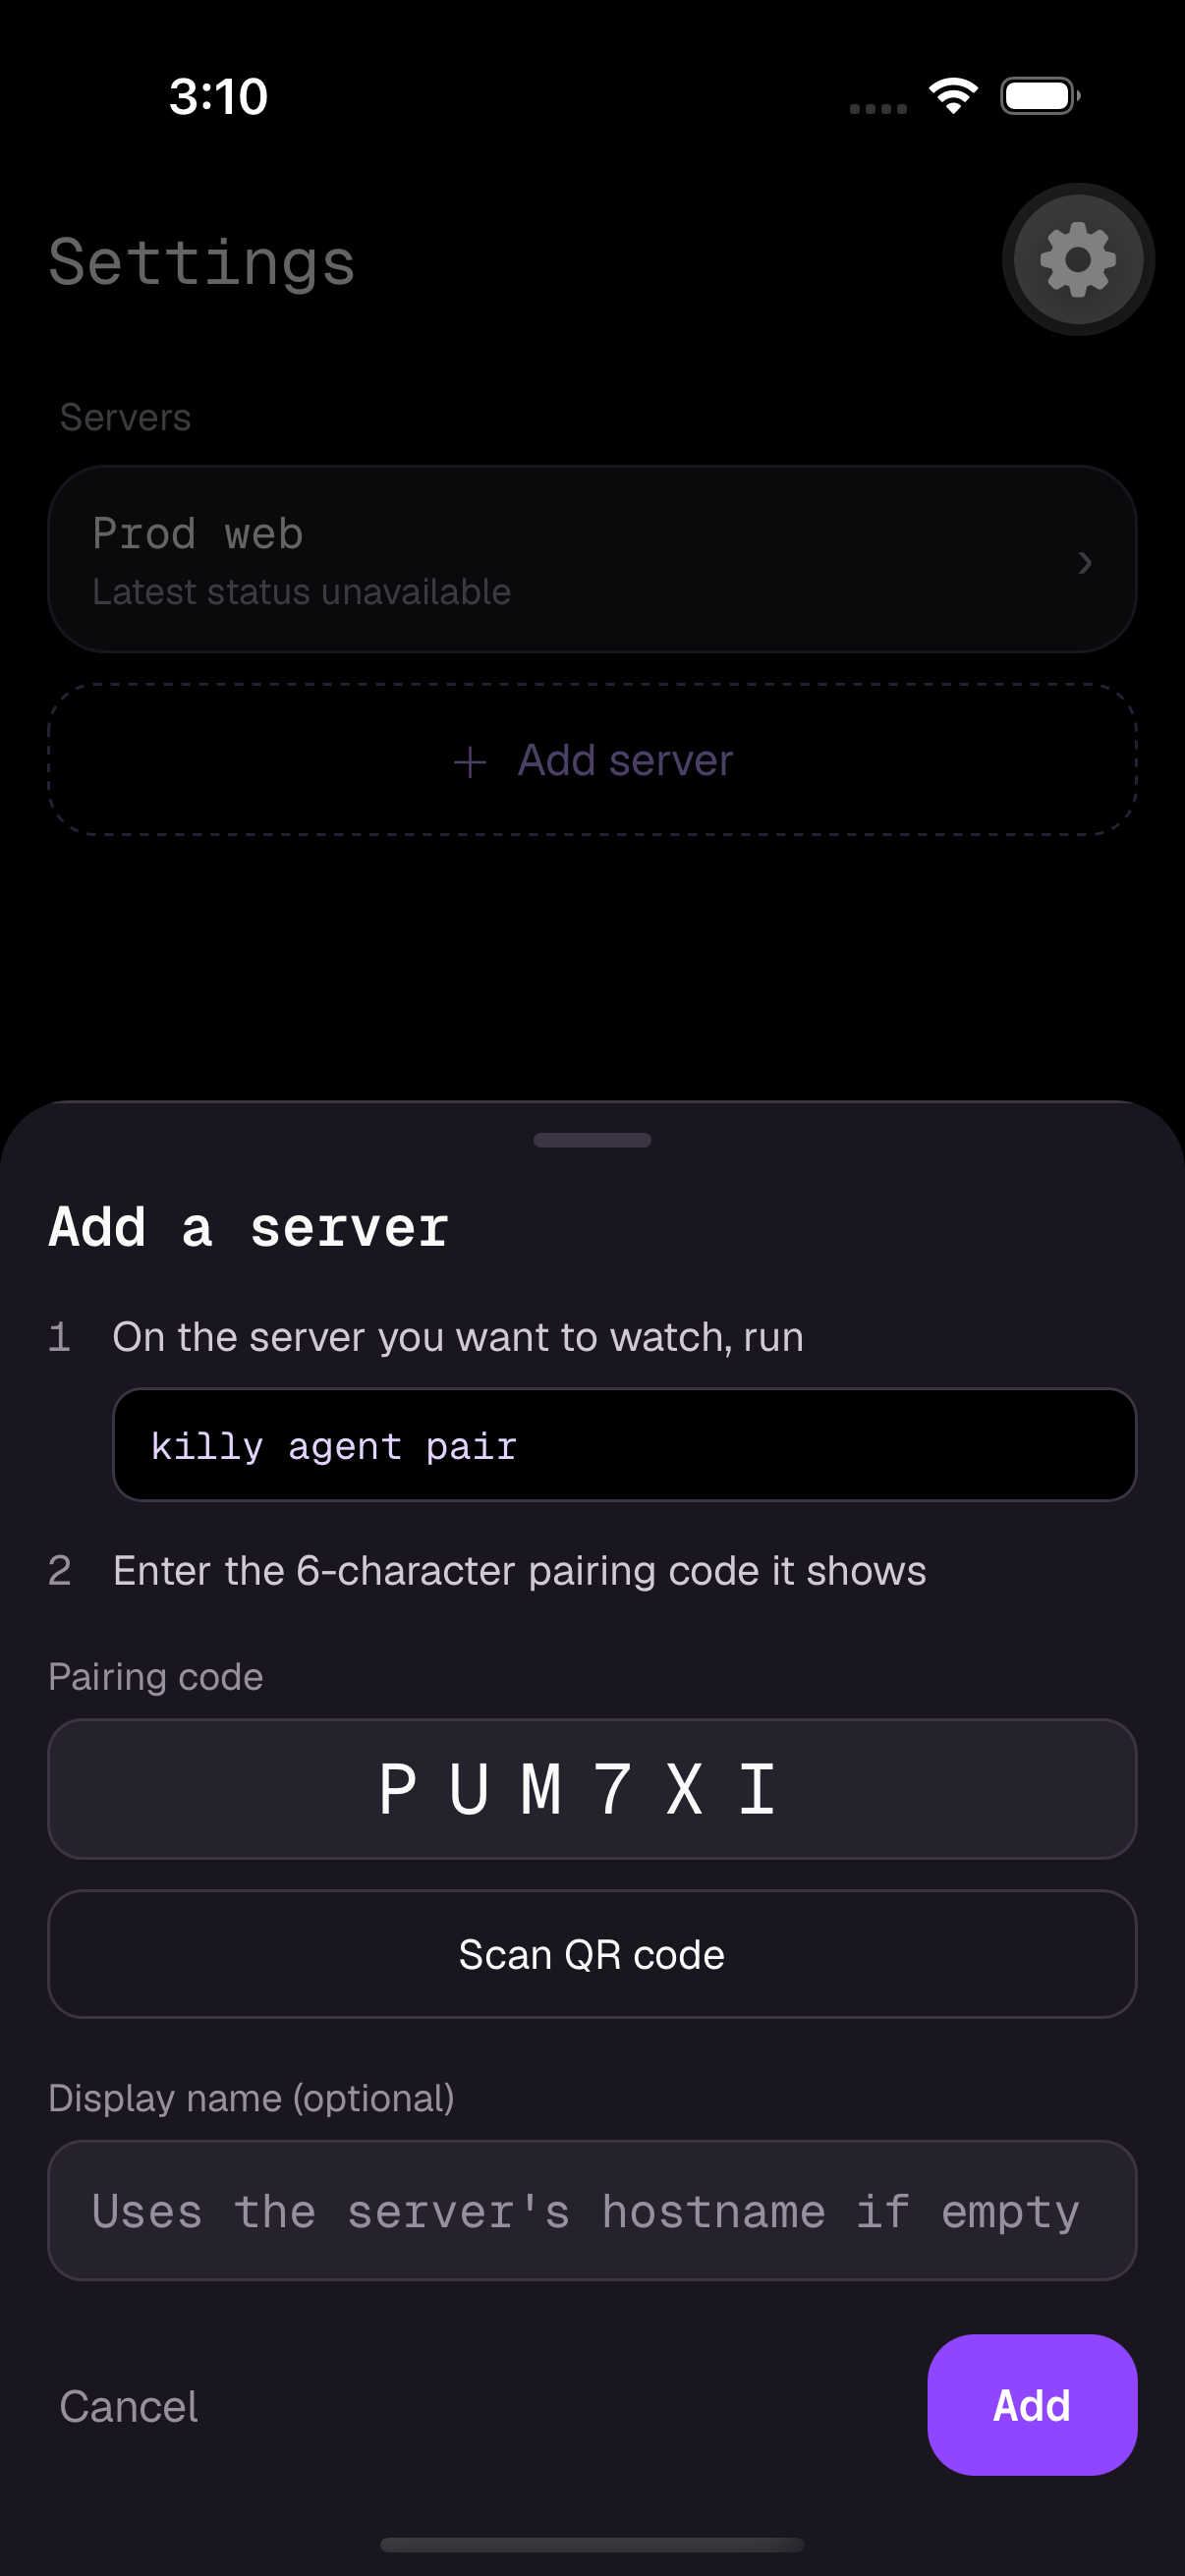 3:10
Settings
Servers
Prod web
Latest status unavailable
›
+ Add server
Add a server
1 On the server you want to watch, run
killy agent pair
2 Enter the 6-character pairing code it shows
Pairing code
PUM7XI
Scan QR code
Display name (optional)
Uses the server's hostname if empty
Cancel
Add